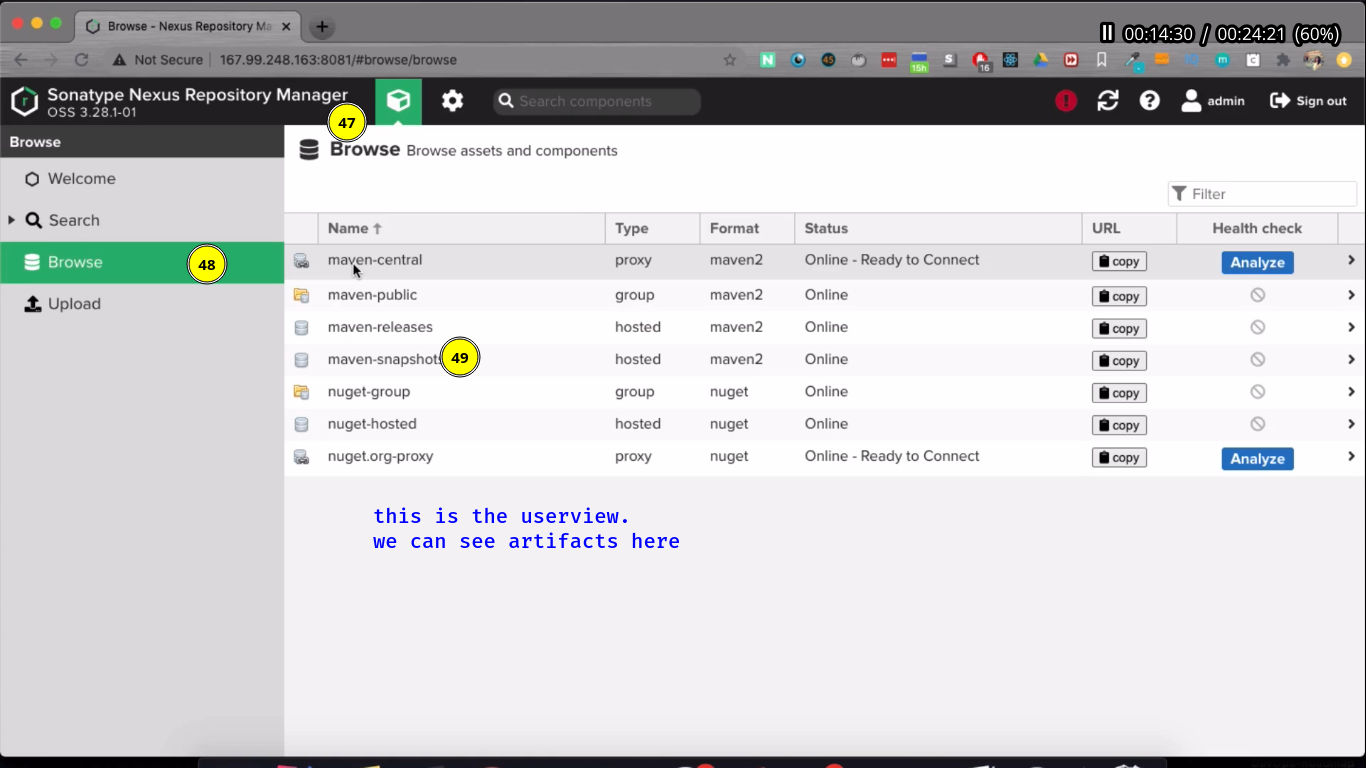 Browse - Nexus Repository Ma
00:14:30 / 00:24:21 (60%)
Not Secure 167.99.248.163:8081/#browse/browse
45
15h
S
16
m
Sonatype Nexus Repository Manager
OSS 3.28.1-01
Search components
admin
Sign out
47
Browse
Browse Browse assets and components
Welcome
Filter
Search
Name Type Format Status URL Health check
Browse
48
maven-central proxy maven2 Online - Ready to Connect copy Analyze
maven-public group maven2 Online copy
Upload
maven-releases hosted maven2 Online copy
maven-snapshots hosted maven2 Online copy
49
nuget-group group nuget Online copy
nuget-hosted hosted nuget Online copy
nuget.org-proxy proxy nuget Online - Ready to Connect copy Analyze
this is the userview.
we can see artifacts here